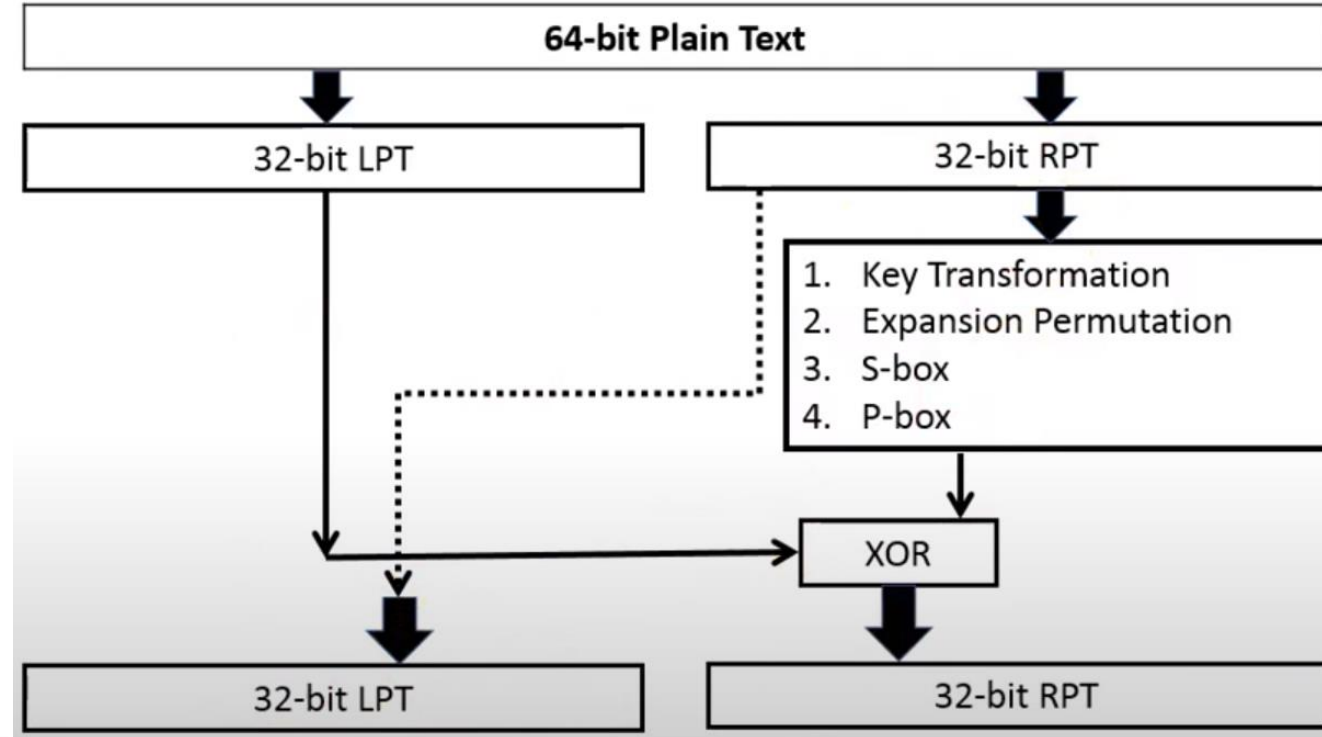 64-bit Plain Text
32-bit LPT
32-bit RPT
1. Key Transformation
2. Expansion Permutation
3. S-box
4. P-box
XOR
32-bit LPT
32-bit RPT